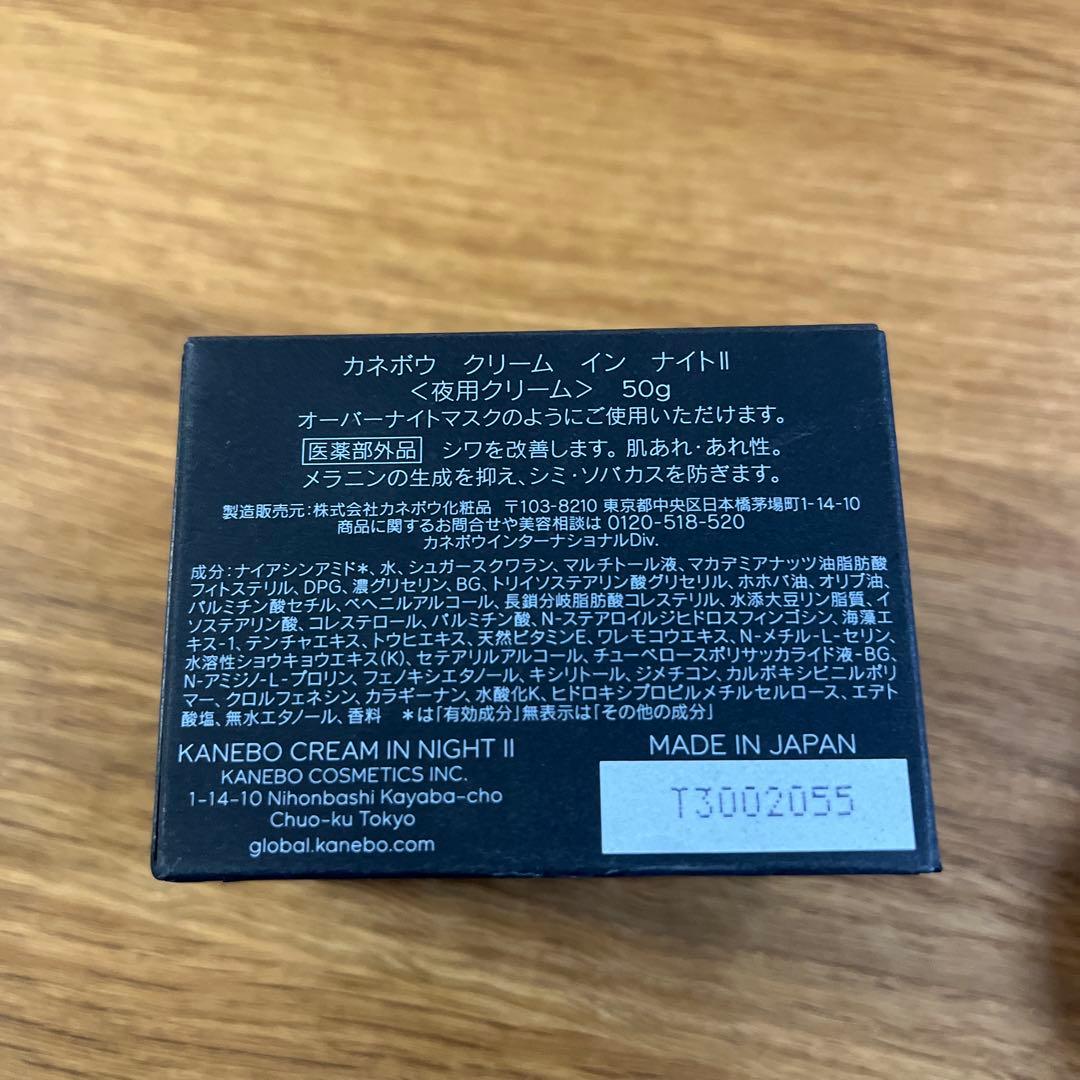 カネボウ クリーム イン ナイトII
<夜用クリーム> 50g
オーバーナイトマスクのようにご使用いただけます。
医薬部外品 シワを改善します。肌あれ・あれ性。
メラニンの生成を抑え、シミ・ソバカスを防ぎます。
製造販売元:株式会社カネボウ化粧品 〒103-8210 東京都中央区日本橋茅場町1-14-10
商品に関するお問合せや美容相談は 0120-518-520
カネボウインターナショナルDiv.
成分:ナイアシンアミド*、水、シュガースクワラン、マルチトール液、マカデミアナッツ油脂肪酸
フィトステリル、DPG、濃グリセリン、BG、トリイソステアリン酸グリセリル、ホホバ油、オリブ油、
パルミチン酸セチル、ベヘニルアルコール、長鎖分岐脂肪酸コレステリル、水添大豆リン脂質、イ
ソステアリン酸、コレステロール、パルミチン酸、N-ステアロイルジヒドロスフィンゴシン、海藻エ
キス-1、テンチャエキス、トウヒエキス、天然ビタミンE、ワレモコウエキス、N-メチル-L-セリン、
水溶性ショウキョウエキス(K)、セテアリルアルコール、チューベロースポリサッカライド液-BG、
N-アミジノ-L-プロリン、フェノキシエタノール、キシリトール、ジメチコン、カルボキシビニルポリ
マー、クロルフェネシン、カラギーナン、水酸化K、ヒドロキシプロピルメチルセルロース、エデト
酸塩、無水エタノール、香料 *は「有効成分」無表示は「その他の成分」
KANEBO CREAM IN NIGHT II
KANEBO COSMETICS INC.
1-14-10 Nihonbashi Kayaba-cho
Chuo-ku Tokyo
global.kanebo.com
MADE IN JAPAN
T3002055